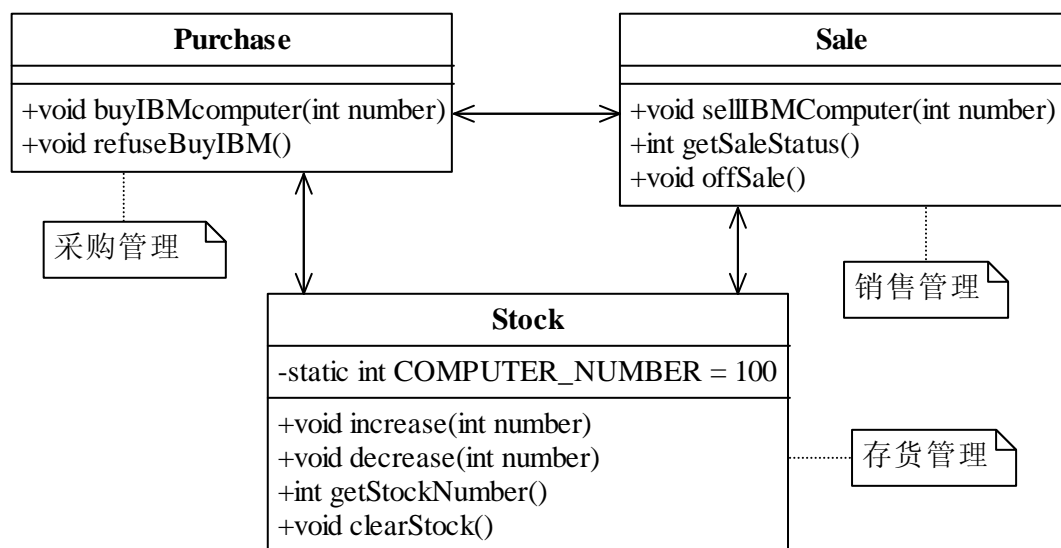 Purchase
+void buyIBMcomputer(int number)
+void refuseBuyIBM()
采购管理
Sale
+void sellIBMComputer(int number)
+int getSaleStatus()
+void offSale()
销售管理
Stock
-static int COMPUTER_NUMBER = 100
+void increase(int number)
+void decrease(int number)
+int getStockNumber()
+void clearStock()
存货管理